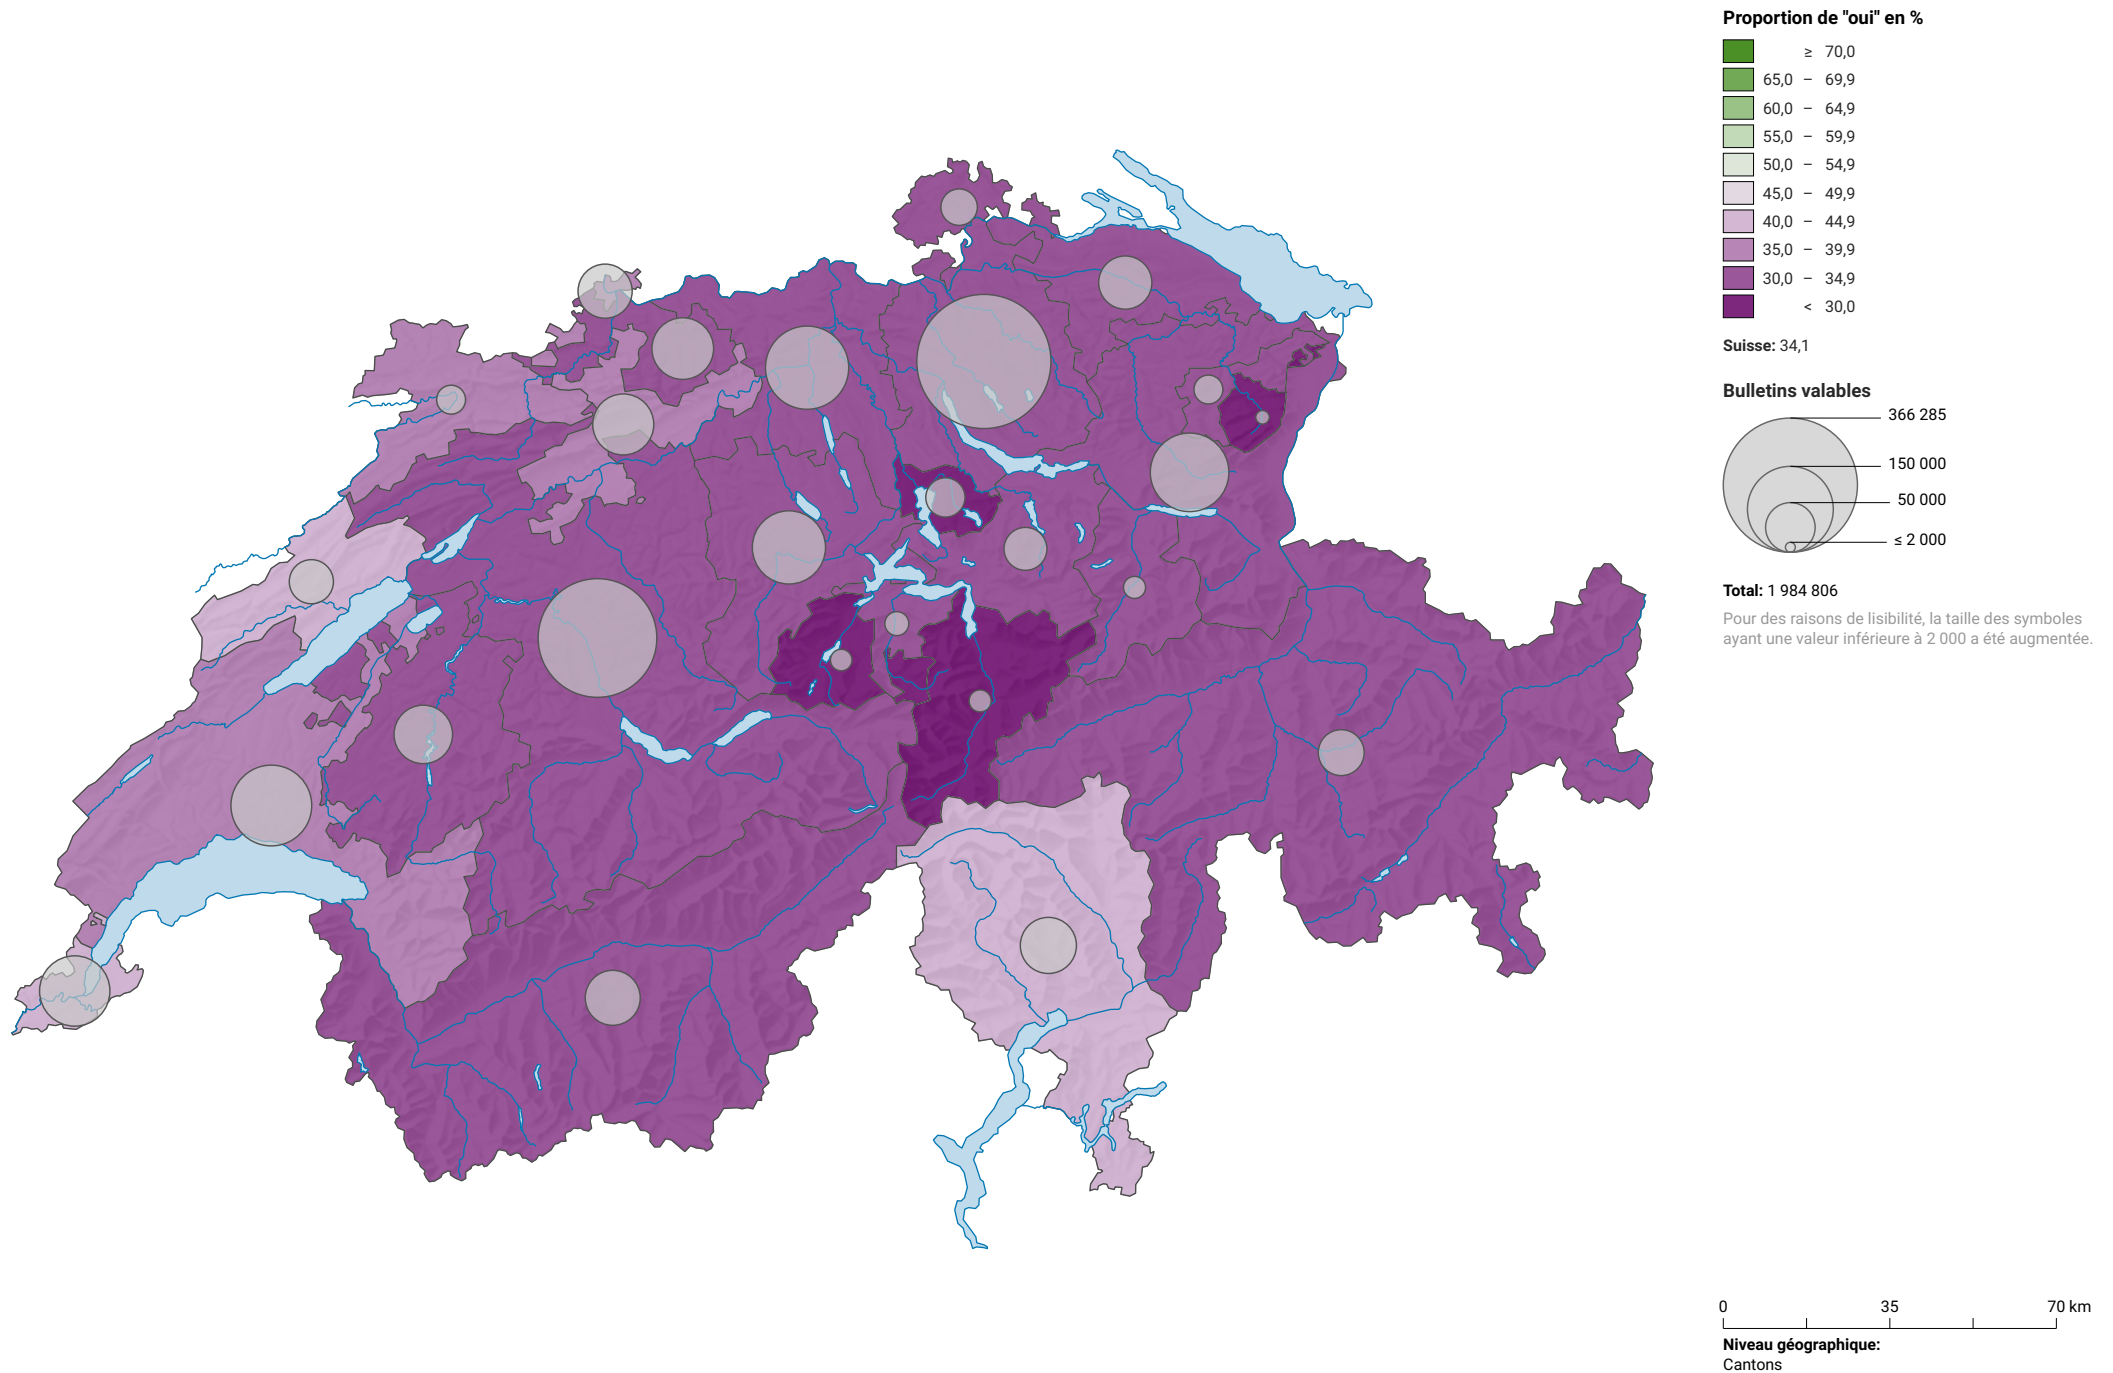 Proportion de "oui" en %
≥ 70,0
65,0 – 69,9
60,0 – 64,9
55,0 – 59,9
50,0 – 54,9
45,0 – 49,9
40,0 – 44,9
35,0 – 39,9
30,0 – 34,9
< 30,0
Suisse: 34,1
Bulletins valables
366 285
150 000
50 000
≤ 2 000
Total: 1 984 806
Pour des raisons de lisibilité, la taille des symboles
ayant une valeur inférieure à 2 000 a été augmentée.
0 35 70 km
Niveau géographique:
Cantons